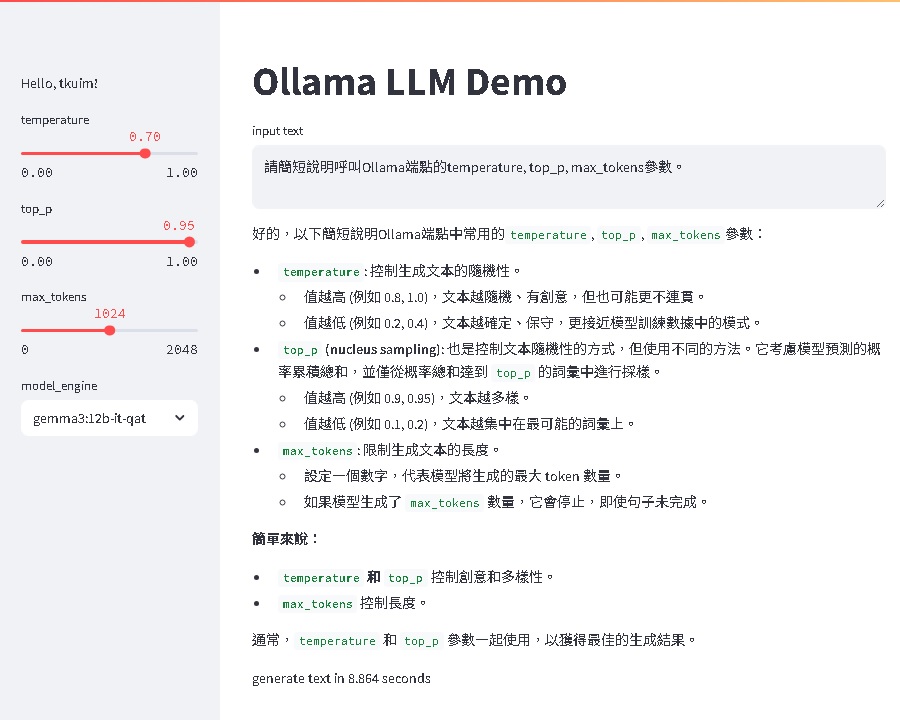 Hello, tkuim!
temperature
0.70
0.00 1.00
top_p
0.95
0.00 1.00
max_tokens
1024
0 2048
model_engine
gemma3:12b-it-qat
Ollama LLM Demo
input text
請簡短說明呼叫Ollama端點的temperature, top_p, max_tokens參數。
好的，以下簡短說明Ollama端點中常用的 temperature , top_p , max_tokens 參數：
temperature : 控制生成文本的隨機性。
值越高 (例如 0.8, 1.0)，文本越隨機、有創意，但也可能更不連貫。
值越低 (例如 0.2, 0.4)，文本越確定、保守，更接近模型訓練數據中的模式。
top_p (nucleus sampling): 也是控制文本隨機性的方式，但使用不同的方法。它考慮模型預測的概
率累積總和，並僅從概率總和達到 top_p 的詞彙中進行採樣。
值越高 (例如 0.9, 0.95)，文本越多樣。
值越低 (例如 0.1, 0.2)，文本越集中在最可能的詞彙上。
max_tokens : 限制生成文本的長度。
設定一個數字，代表模型將生成的最大 token 數量。
如果模型生成了 max_tokens 數量，它會停止，即使句子未完成。
簡單來說：
temperature 和 top_p 控制創意和多樣性。
max_tokens 控制長度。
通常， temperature 和 top_p 參數一起使用，以獲得最佳的生成結果。
generate text in 8.864 seconds